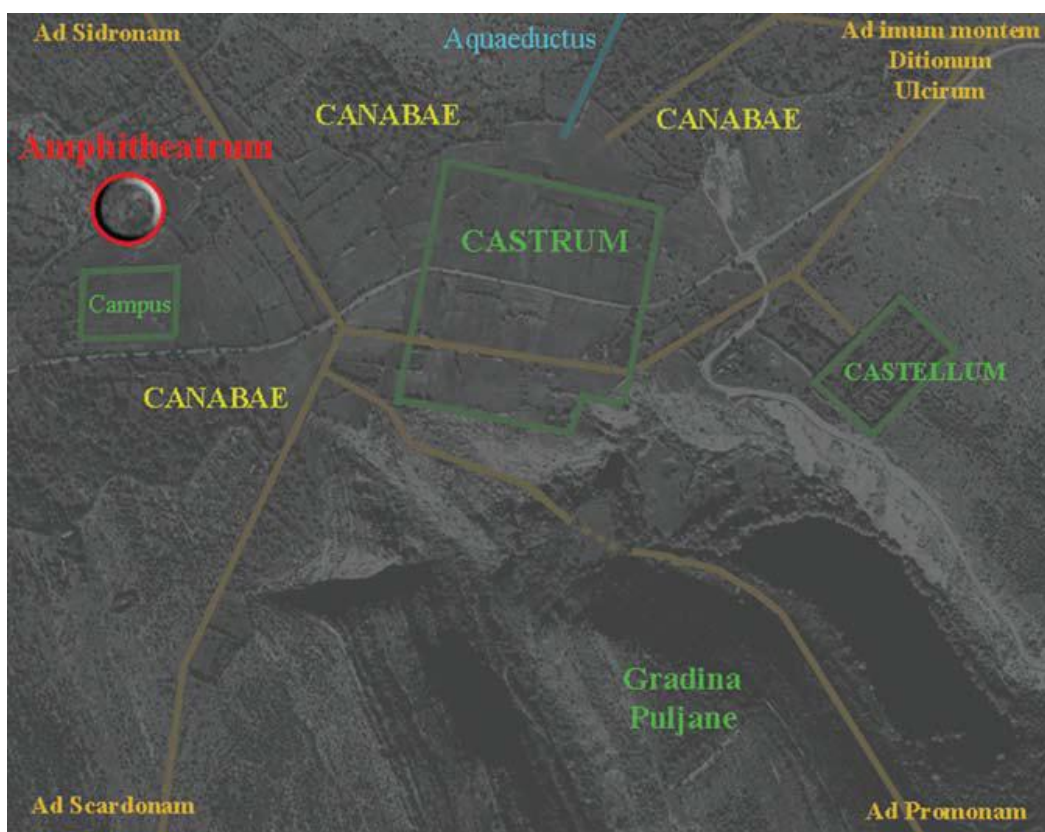 Ad Sidronam
Aquaeductus
Ad imum montem
Ditionum
Ulcirum
CANABAE
CANABAE
Amphitheatrum
CASTRUM
Campus
CASTELLUM
CANABAE
Gradina
Puljane
Ad Scardonam
Ad Promonam